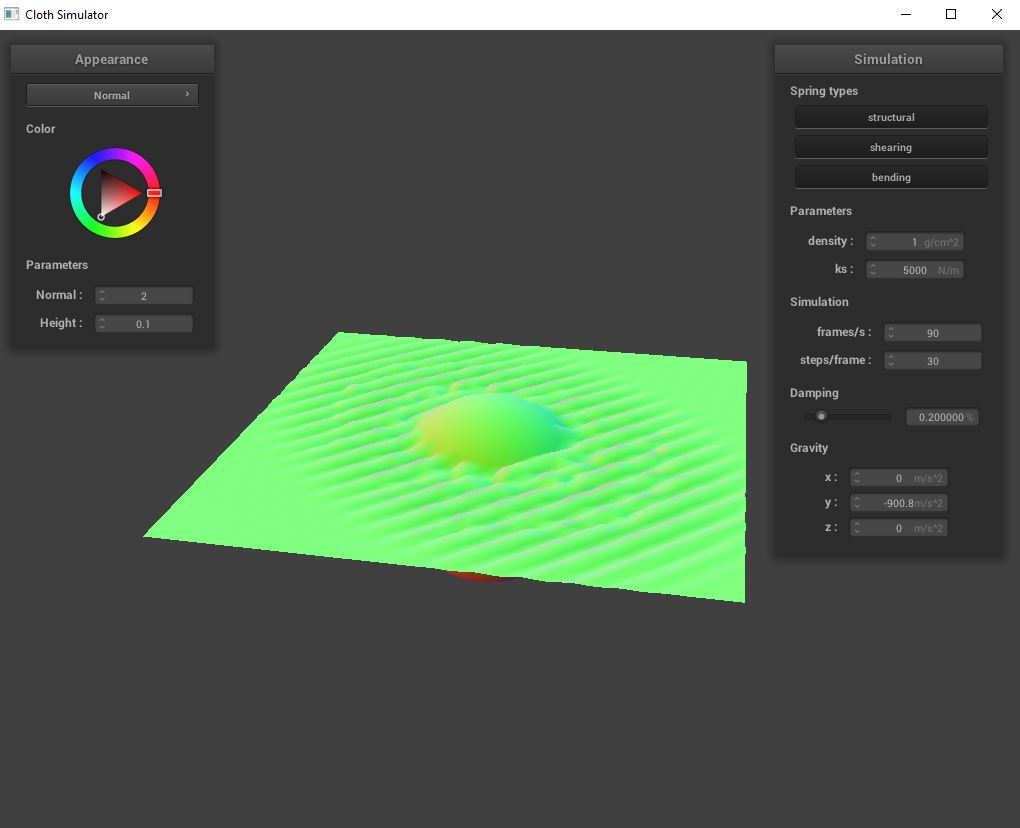 Cloth Simulator
Appearance
Normal
Color
Parameters
Normal : 2
Height : 0.1
Simulation
Spring types
structural
shearing
bending
Parameters
density : 1 g/cm^2
ks : 5000 N/m
Simulation
frames/s : 90
steps/frame : 30
Damping
0.200000 %
Gravity
x : 0 m/s^2
y : -900.8 m/s^2
z : 0 m/s^2